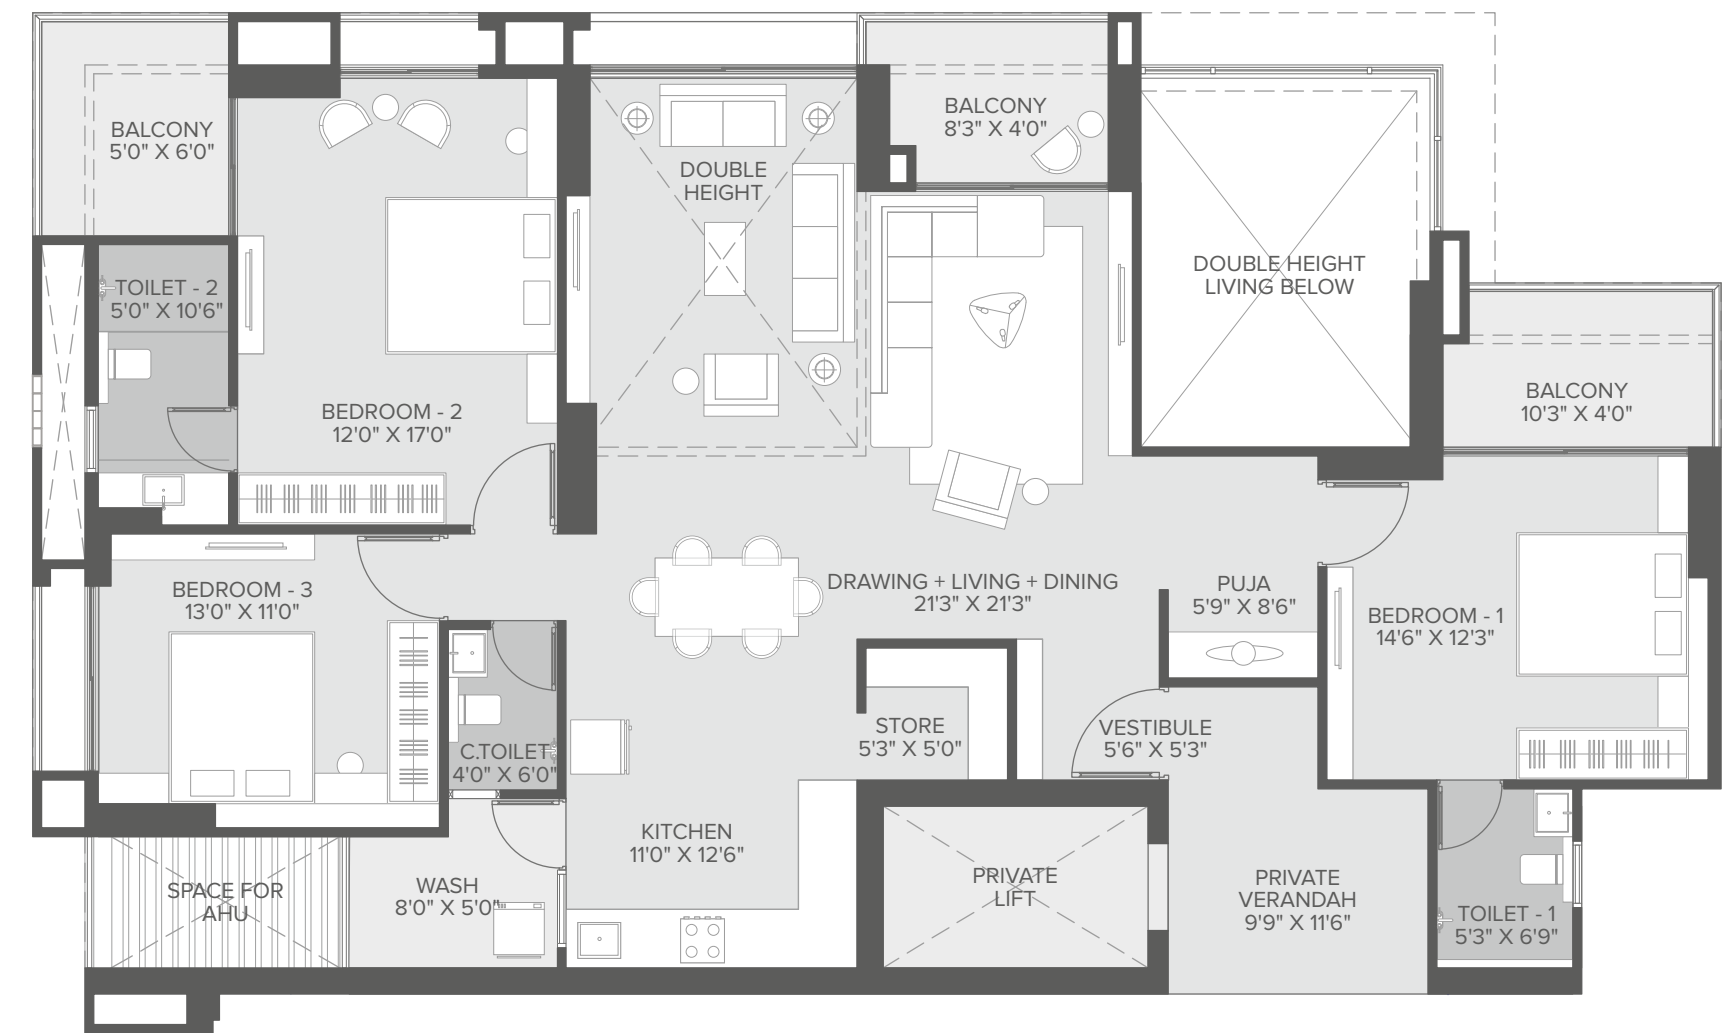 BALCONY
5'0" X 6'0"
BALCONY
8'3" X 4'0"
DOUBLE
HEIGHT
DOUBLE HEIGHT
LIVING BELOW
TOILET - 2
5'0" X 10'6"
BEDROOM - 2
12'0" X 17'0"
BALCONY
10'3" X 4'0"
BEDROOM - 3
13'0" X 11'0"
DRAWING + LIVING + DINING
21'3" X 21'3"
PUJA
5'9" X 8'6"
BEDROOM - 1
14'6" X 12'3"
C.TOILET
4'0" X 6'0"
STORE
5'3" X 5'0"
VESTIBULE
5'6" X 5'3"
KITCHEN
11'0" X 12'6"
SPACE FOR
AHU
WASH
8'0" X 5'0"
PRIVATE
LIFT
PRIVATE
VERANDAH
9'9" X 11'6"
TOILET - 1
5'3" X 6'9"